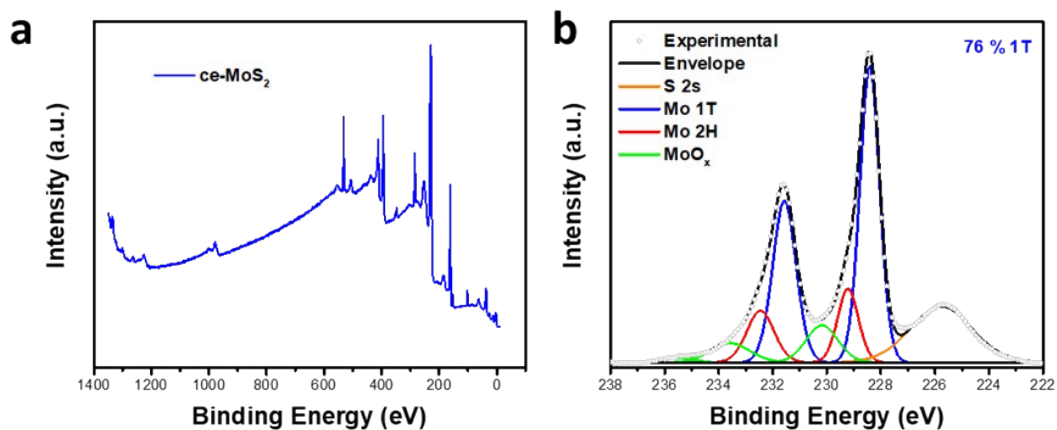 a
ce-MoS₂
Intensity (a.u.)
1400 1200 1000 800 600 400 200 0
Binding Energy (eV)
b
Experimental
Envelope
S 2s
Mo 1T
Mo 2H
MoOₓ
76 % 1T
Intensity (a.u.)
238 236 234 232 230 228 226 224 222
Binding Energy (eV)